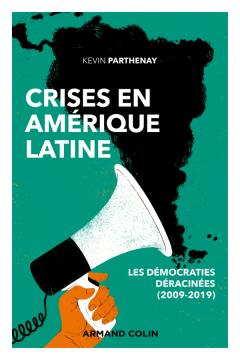 KEVIN PARTHENAY
CRISES EN
AMÉRIQUE
LATINE
LES DÉMOCRATIES
DÉRACINÉES
(2009-2019)
ARMAND COLIN